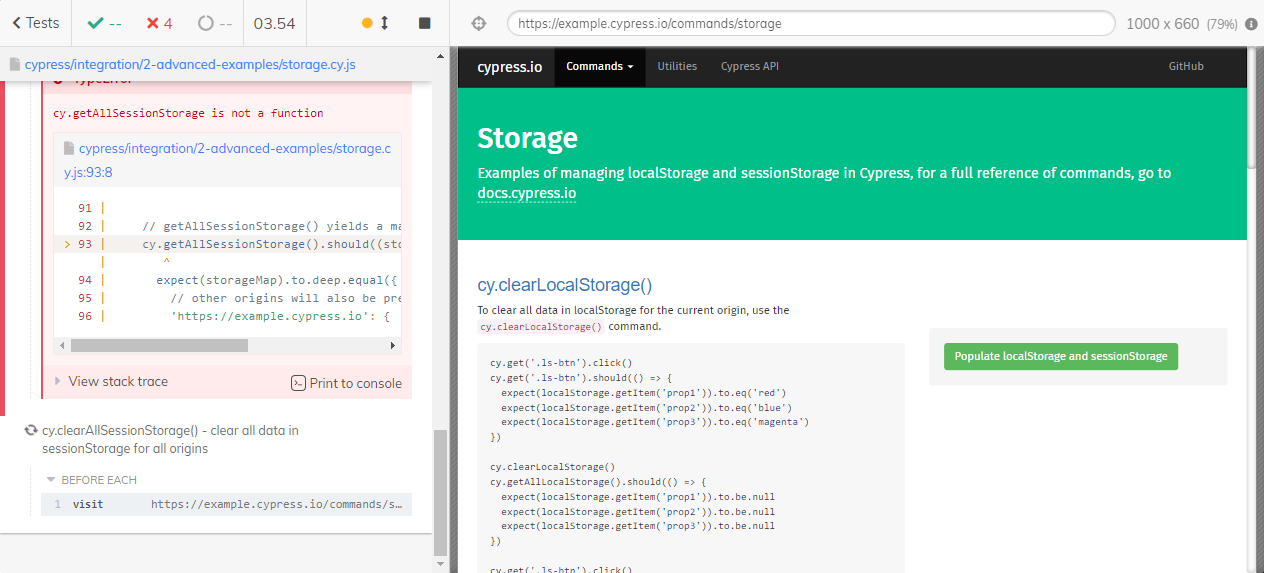 Tests
--
4
--
03.54
https://example.cypress.io/commands/storage
1000 x 660 (79%)
cypress/integration/2-advanced-examples/storage.cy.js
TypeError
cy.getAllSessionStorage is not a function
cypress/integration/2-advanced-examples/storage.c
y.js:93:8
91 |
92 | // getAllSessionStorage() yields a ma
> 93 | cy.getAllSessionStorage().should((sto
| ^
94 | expect(storageMap).to.deep.equal({
95 | // other origins will also be pre
96 | 'https://example.cypress.io': {
View stack trace
Print to console
cy.clearAllSessionStorage() - clear all data in
sessionStorage for all origins
BEFORE EACH
1 visit https://example.cypress.io/commands/s...
cypress.io
Commands
Utilities
Cypress API
GitHub
Storage
Examples of managing localStorage and sessionStorage in Cypress, for a full reference of commands, go to
docs.cypress.io
cy.clearLocalStorage()
To clear all data in localStorage for the current origin, use the
cy.clearLocalStorage() command.
cy.get('.ls-btn').click()
cy.get('.ls-btn').should(() => {
expect(localStorage.getItem('prop1')).to.eq('red')
expect(localStorage.getItem('prop2')).to.eq('blue')
expect(localStorage.getItem('prop3')).to.eq('magenta')
})
cy.clearLocalStorage()
cy.getAllLocalStorage().should(() => {
expect(localStorage.getItem('prop1')).to.be.null
expect(localStorage.getItem('prop2')).to.be.null
expect(localStorage.getItem('prop3')).to.be.null
})
cy.get('.ls-btn').click()
Populate localStorage and sessionStorage